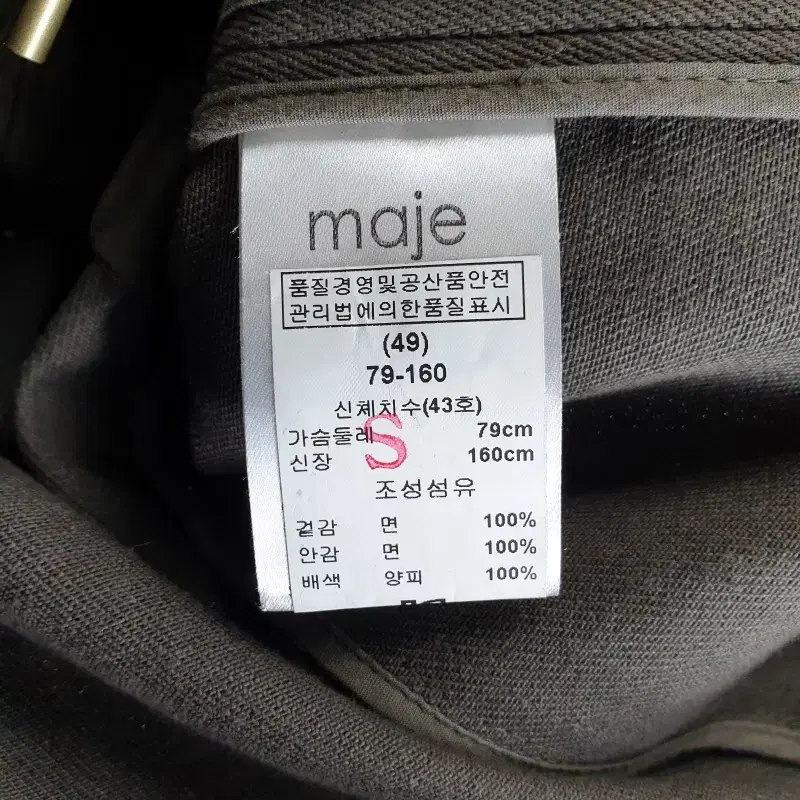 maje
품질경영및공산품안전
관리법에의한품질표시
(49)
79-160
신체치수(43호)
가슴둘레 79cm
S
신장 160cm
조성섬유
겉감 면 100%
안감 면 100%
배색 양피 100%